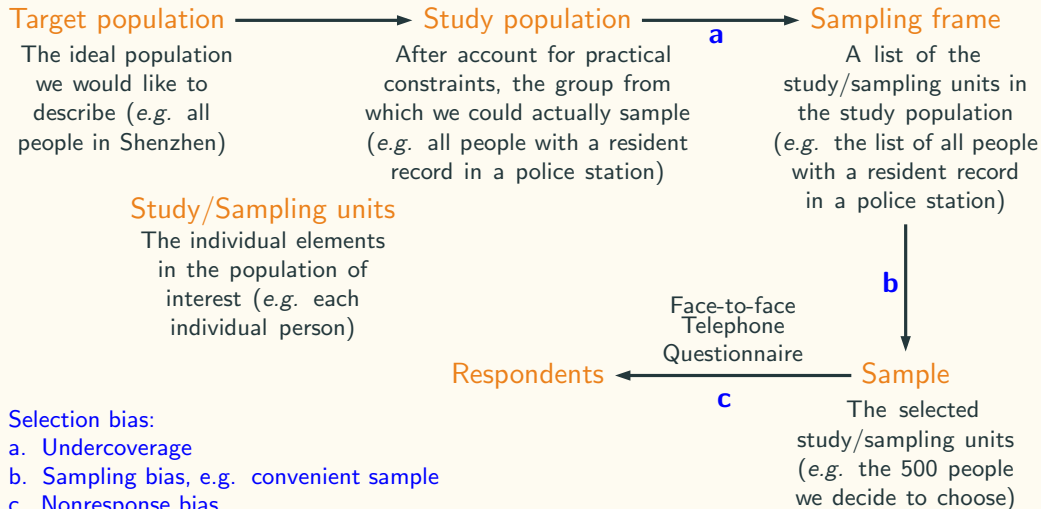 Target population
The ideal population
we would like to
describe (e.g. all
people in Shenzhen)
Study population
After account for practical
constraints, the group from
which we could actually sample
(e.g. all people with a resident
record in a police station)
a
Sampling frame
A list of the
study/sampling units in
the study population
(e.g. the list of all people
with a resident record
in a police station)
Study/Sampling units
The individual elements
in the population of
interest (e.g. each
individual person)
b
Face-to-face
Telephone
Questionnaire
Respondents
c
Sample
The selected
study/sampling units
(e.g. the 500 people
we decide to choose)
Selection bias:
a. Undercoverage
b. Sampling bias, e.g. convenient sample
c. Nonresponse bias